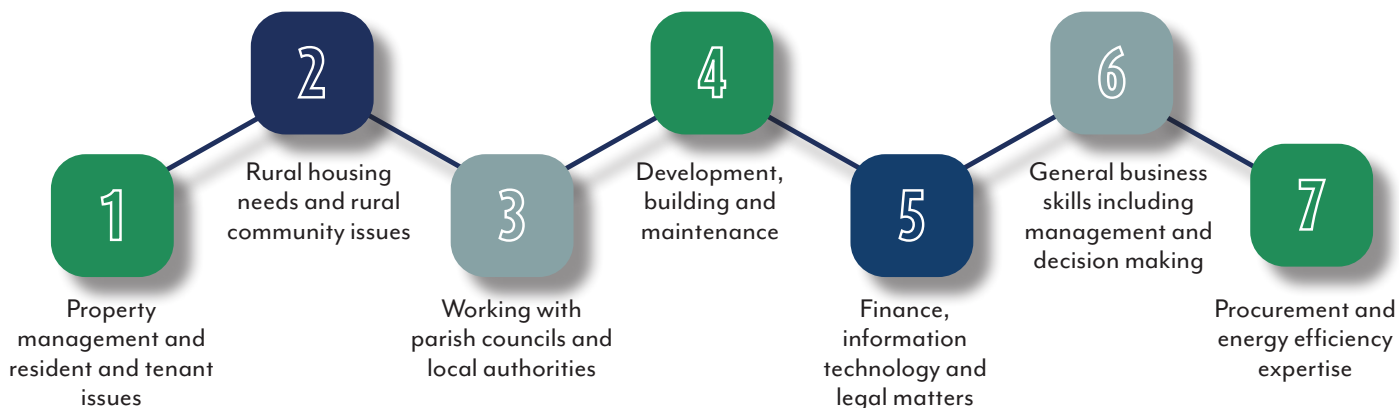 1
Property
management and
resident and tenant
issues
2
Rural housing
needs and rural
community issues
3
Working with
parish councils and
local authorities
4
Development,
building and
maintenance
5
Finance,
information
technology and
legal matters
6
General business
skills including
management and
decision making
7
Procurement and
energy efficiency
expertise